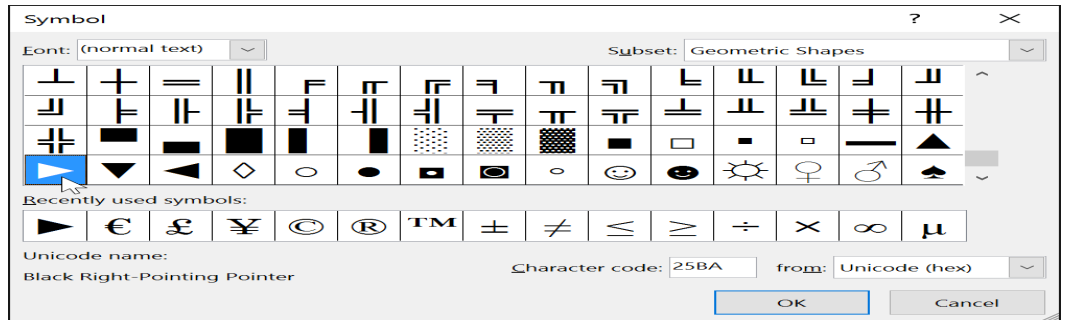 Symbol ? ×
Font: (normal text) Subset: Geometric Shapes
┴ ┼ ═ ║ ╒ ╓ ╔ ╕ ╖ ╗ ╘ ╙ ╚ ╛ ╜
╝ ╞ ╟ ╠ ╡ ╢ ╣ ╤ ╥ ╦ ╧ ╨ ╩ ╪ ╫
╬ ▀ ▄ █ ▌ ▐ ░ ▒ ▓ ■ □ ▪ ▫ ▬ ▲
► ▼ ◄ ◊ ○ ● ◘ ◙ ◦ ☺ ☻ ☼ ♀ ♂ ♠
Recently used symbols:
► € £ ¥ © ® ™ ± ≠ ≤ ≥ ÷ × ∞ µ
Unicode name:
Black Right-Pointing Pointer
Character code: 25BA from: Unicode (hex)
OK Cancel